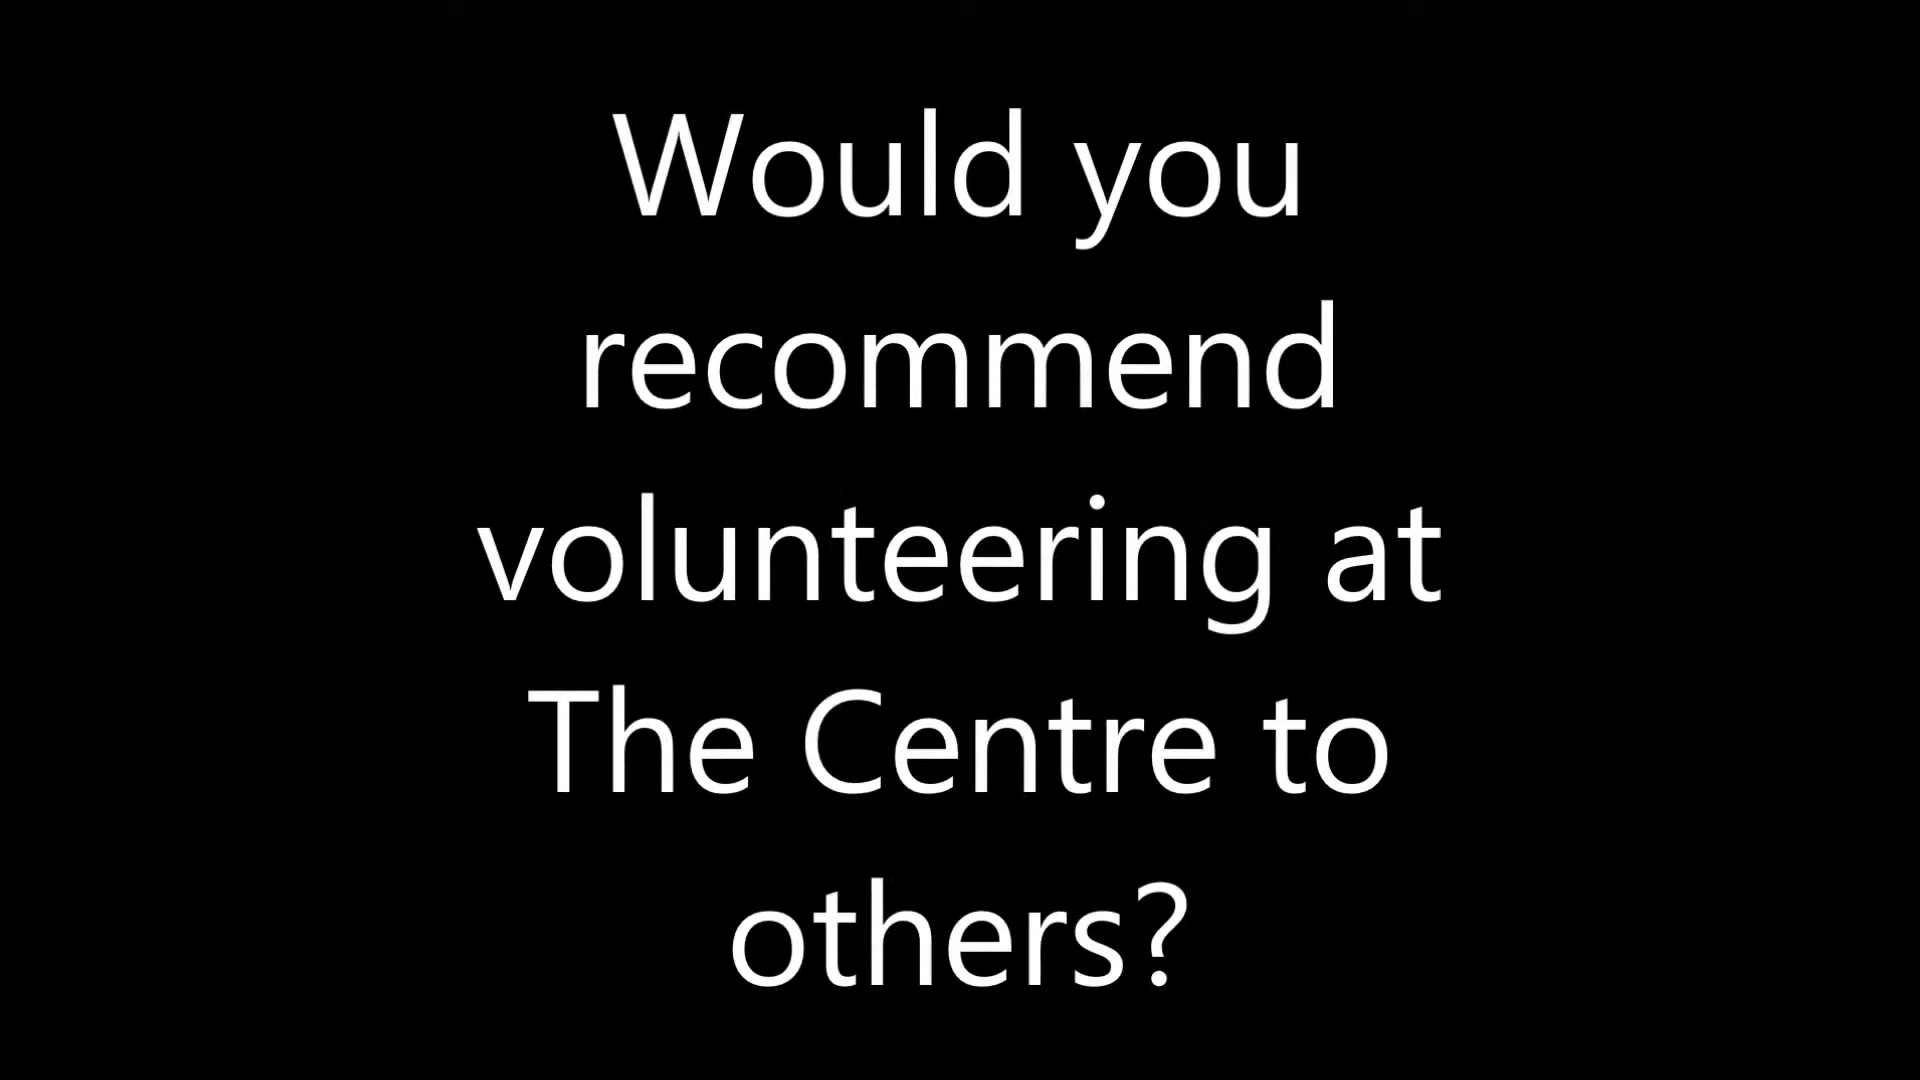 Would you
recommend
volunteering at
The Centre to
others?